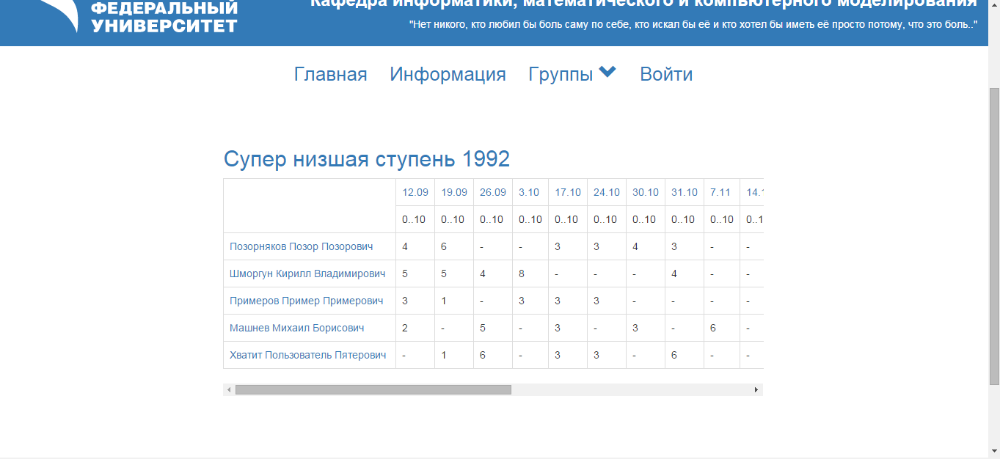 ФЕДЕРАЛЬНЫЙ
УНИВЕРСИТЕТ
Кафедра информатики, математического и компьютерного моделирования
"Нет никого, кто любил бы боль саму по себе, кто искал бы её и кто хотел бы иметь её просто потому, что это боль.."
Главная Информация Группы Войти
Супер низшая ступень 1992
12.09 19.09 26.09 3.10 17.10 24.10 30.10 31.10 7.11
0..10 0..10 0..10 0..10 0..10 0..10 0..10 0..10 0..10
Позорняков Позор Позорович 4 6 - - 3 3 4 3 - -
Шморгун Кирилл Владимирович 5 5 4 8 - - - 4 - -
Примеров Пример Примерович 3 1 - 3 3 3 - - - -
Машнев Михаил Борисович 2 - 5 - 3 - 3 - 6 -
Хватит Пользователь Пятерович - 1 6 - 3 3 - 6 - -